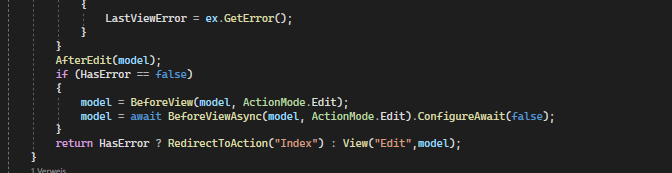 {
LastViewError = ex.GetError();
}
}
AfterEdit(model);
if (HasError == false)
{
model = BeforeView(model, ActionMode.Edit);
model = await BeforeViewAsync(model, ActionMode.Edit).ConfigureAwait(false);
}
return HasError ? RedirectToAction("Index") : View("Edit",model);
}
1 Verweis